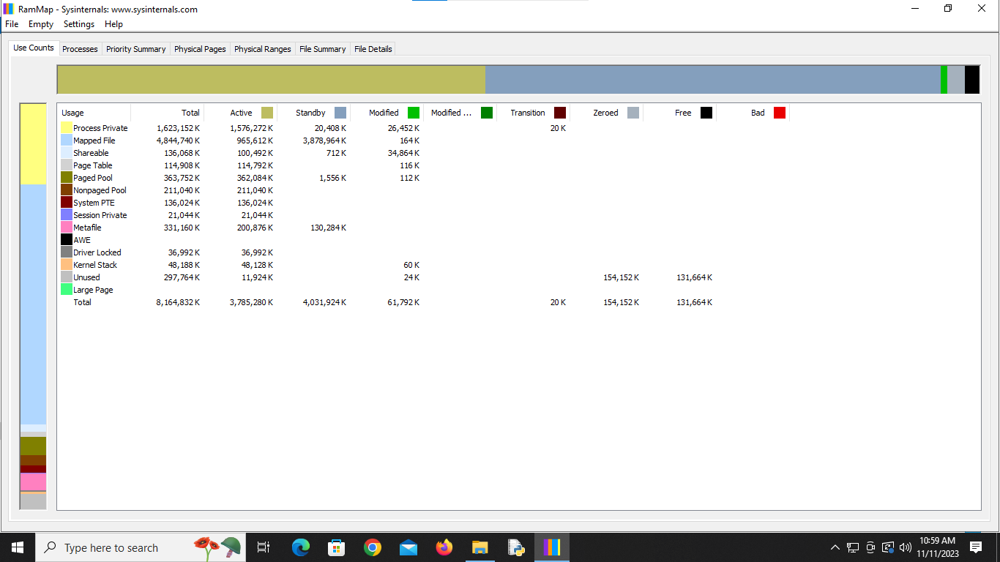 RamMap - Sysinternals: www.sysinternals.com
File Empty Settings Help
Use Counts Processes Priority Summary Physical Pages Physical Ranges File Summary File Details
Usage Total Active Standby Modified Modified ... Transition Zeroed Free Bad
Process Private 1,623,152 K 1,576,272 K 20,408 K 26,452 K 20 K
Mapped File 4,844,740 K 965,612 K 3,878,964 K 164 K
Shareable 136,068 K 100,492 K 712 K 34,864 K
Page Table 114,908 K 114,792 K 116 K
Paged Pool 363,752 K 362,084 K 1,556 K 112 K
Nonpaged Pool 211,040 K 211,040 K
System PTE 136,024 K 136,024 K
Session Private 21,044 K 21,044 K
Metafile 331,160 K 200,876 K 130,284 K
AWE
Driver Locked 36,992 K 36,992 K
Kernel Stack 48,188 K 48,128 K 60 K
Unused 297,764 K 11,924 K 24 K 154,152 K 131,664 K
Large Page
Total 8,164,832 K 3,785,280 K 4,031,924 K 61,792 K 20 K 154,152 K 131,664 K
Type here to search
10:59 AM
11/11/2023